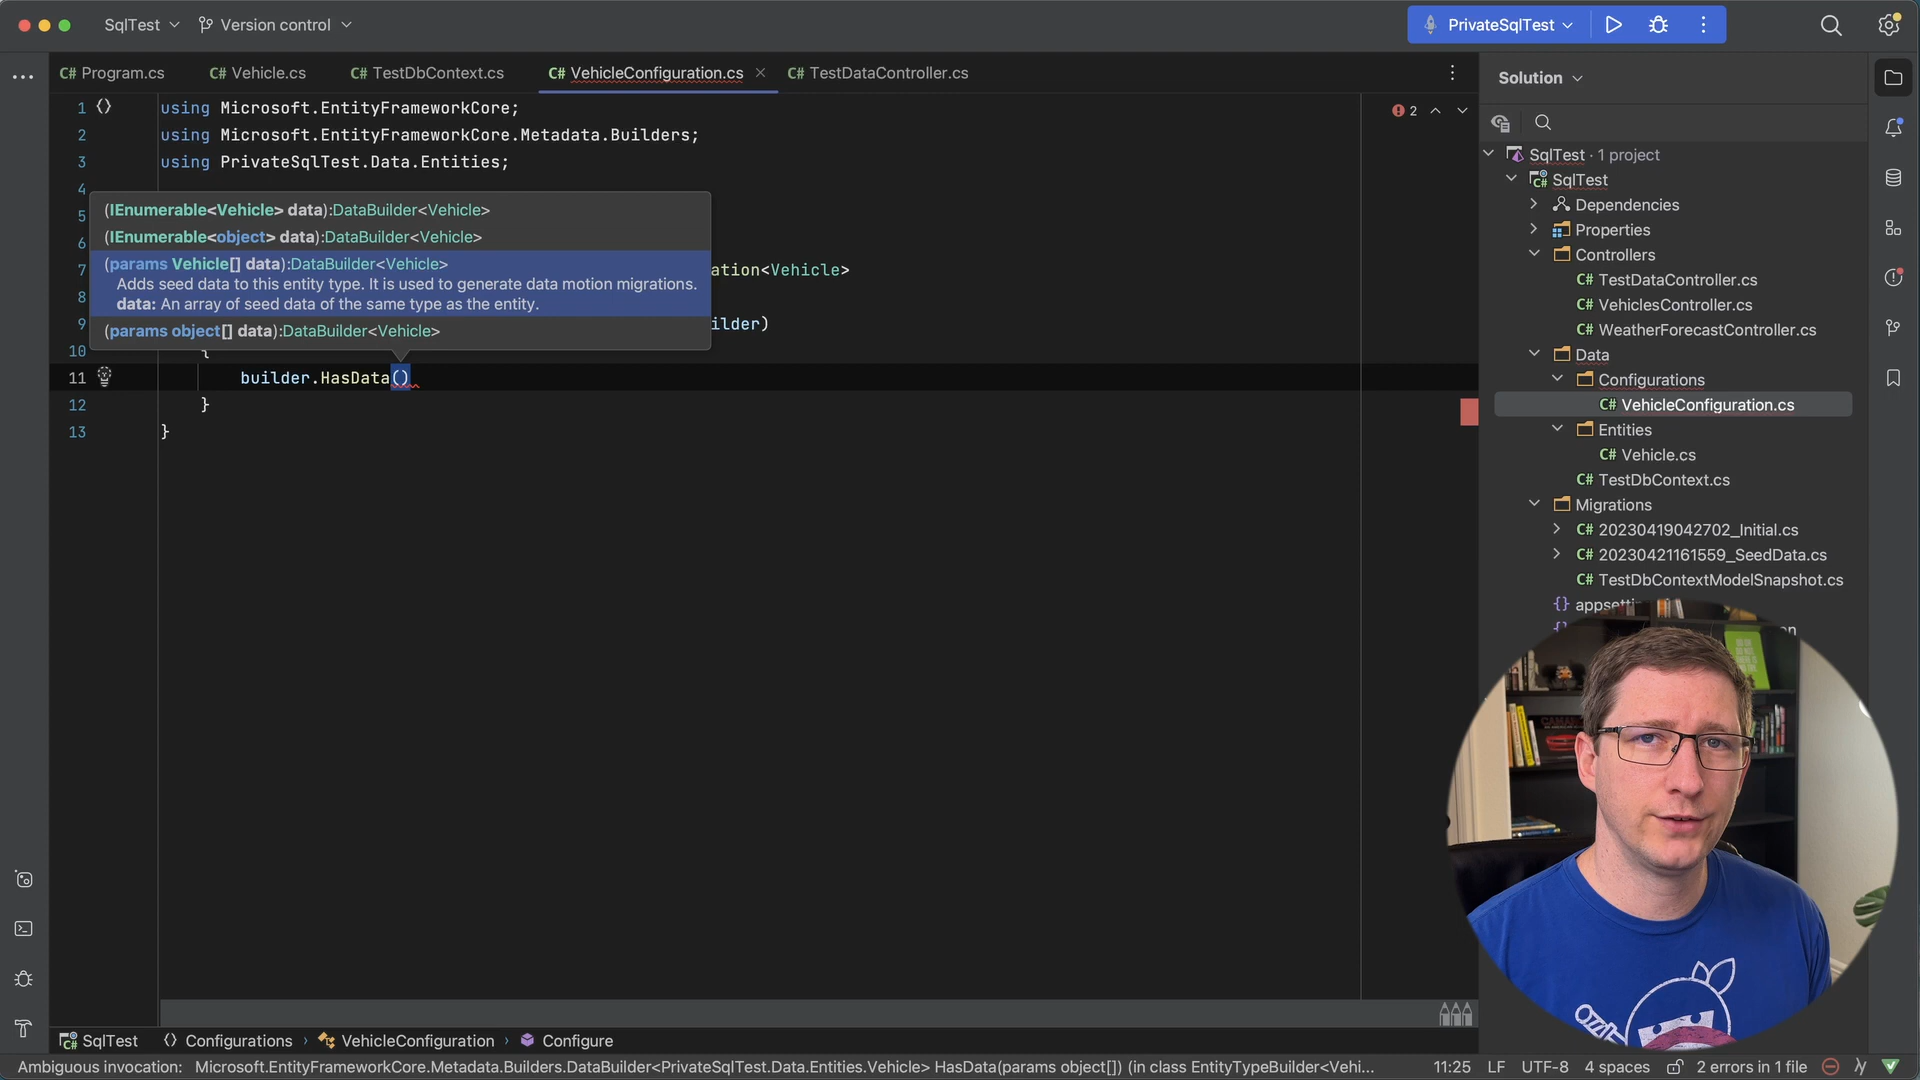 SqlTest
Version control
PrivateSqlTest
C# Program.cs
C# Vehicle.cs
C# TestDbContext.cs
C# VehicleConfiguration.cs
C# TestDataController.cs
1 using Microsoft.EntityFrameworkCore;
2 using Microsoft.EntityFrameworkCore.Metadata.Builders;
3 using PrivateSqlTest.Data.Entities;
4
(IEnumerable<Vehicle> data):DataBuilder<Vehicle>
5
(IEnumerable<object> data):DataBuilder<Vehicle>
6
(params Vehicle[] data):DataBuilder<Vehicle>
7 ation<Vehicle>
Adds seed data to this entity type. It is used to generate data motion migrations.
8
data: An array of seed data of the same type as the entity.
9 ilder)
(params object[] data):DataBuilder<Vehicle>
10 {
11 builder.HasData()
12 }
13 }
2
Solution
SqlTest · 1 project
C# SqlTest
Dependencies
Properties
Controllers
C# TestDataController.cs
C# VehiclesController.cs
C# WeatherForecastController.cs
Data
Configurations
C# VehicleConfiguration.cs
Entities
C# Vehicle.cs
C# TestDbContext.cs
Migrations
C# 20230419042702_Initial.cs
C# 20230421161559_SeedData.cs
C# TestDbContextModelSnapshot.cs
{} appsetti
SqlTest
Configurations
VehicleConfiguration
Configure
Ambiguous invocation: Microsoft.EntityFrameworkCore.Metadata.Builders.DataBuilder<PrivateSqlTest.Data.Entities.Vehicle> HasData(params object[]) (in class EntityTypeBuilder<Vehi...
11:25 LF UTF-8 4 spaces 2 errors in 1 file